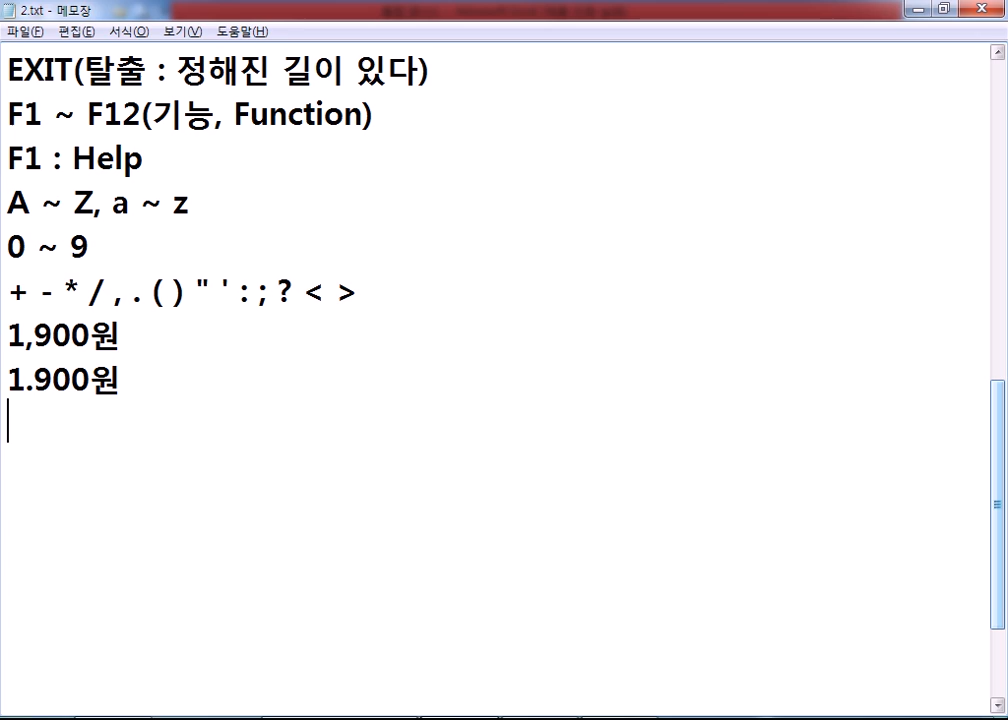 2.txt - 메모장
파일(F) 편집(E) 서식(O) 보기(V) 도움말(H)
EXIT(탈출 : 정해진 길이 있다)
F1 ~ F12(기능, Function)
F1 : Help
A ~ Z, a ~ z
0 ~ 9
+ - * / , . ( ) " ' : ; ? < >
1,900원
1.900원